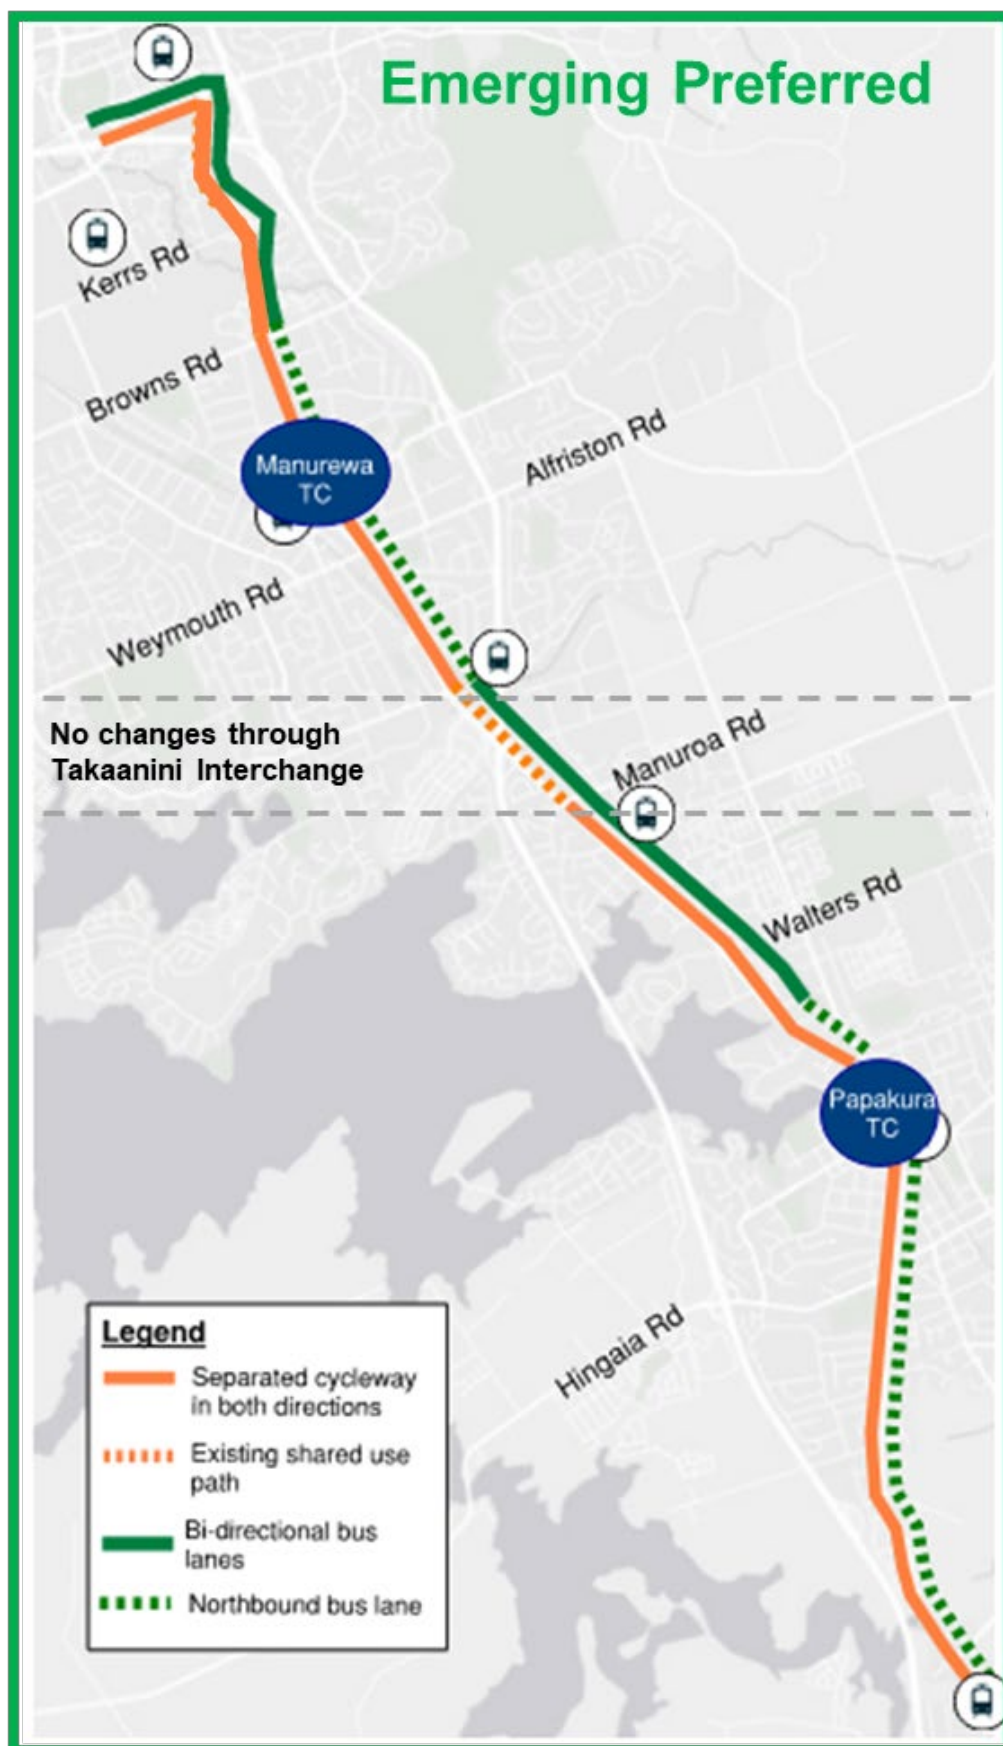 Emerging Preferred
Kerrs Rd
Browns Rd
Manurewa
TC
Alfriston Rd
Weymouth Rd
No changes through
Takaanini Interchange
Manuroa Rd
Walters Rd
Papakura
TC
Hingaia Rd
Legend
Separated cycleway
in both directions
Existing shared use
path
Bi-directional bus
lanes
Northbound bus lane